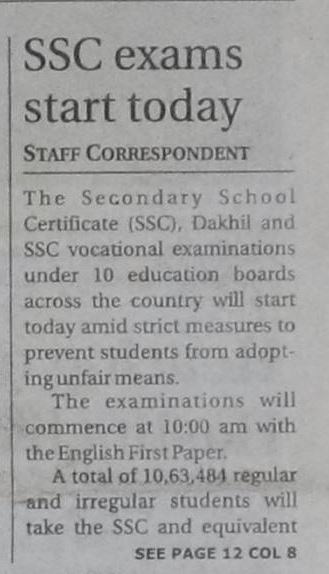 SSC exams
start today
STAFF CORRESPONDENT
The Secondary School
Certificate (SSC), Dakhil and
SSC vocational examinations
under 10 education boards
across the country will start
today amid strict measures to
prevent students from adopt-
ing unfair means.
The examinations will
commence at 10:00 am with
the English First Paper.
A total of 10,63,484 regular
and irregular students will
take the SSC and equivalent
SEE PAGE 12 COL 8